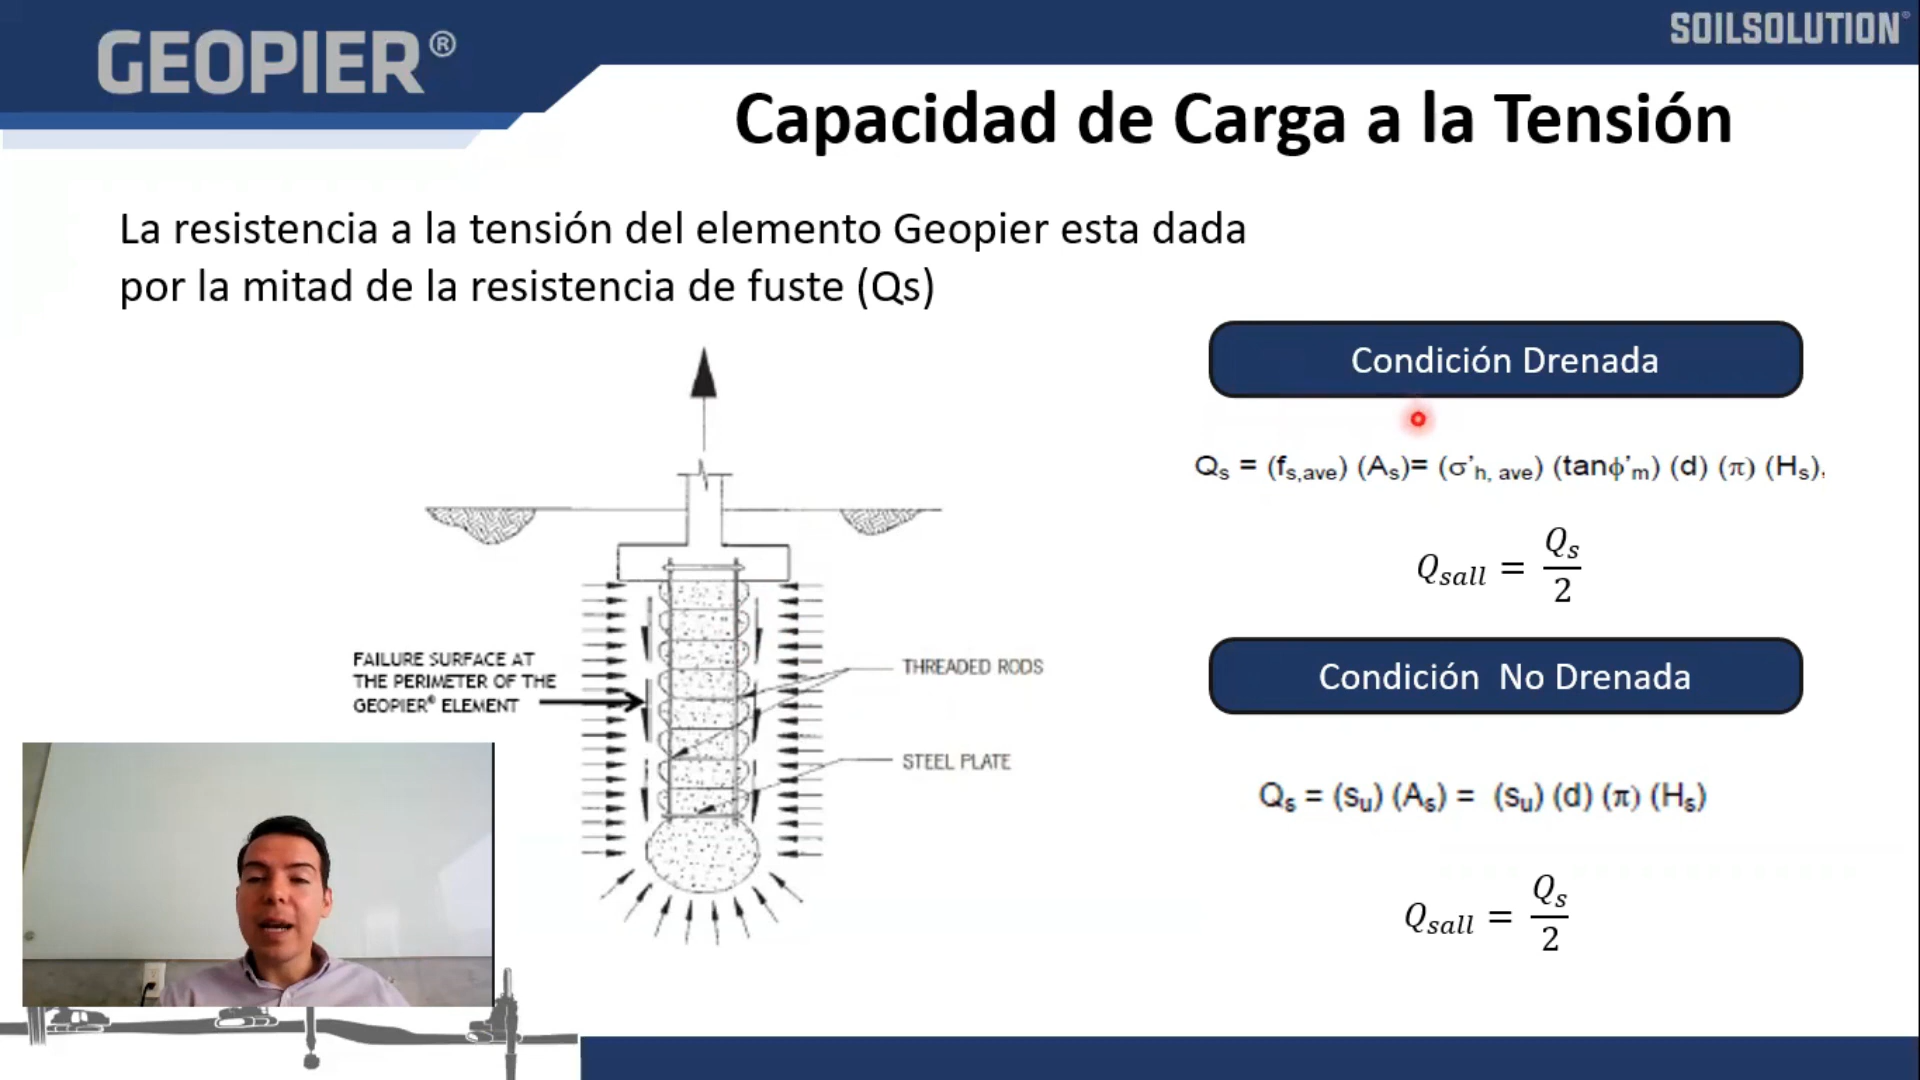 GEOPIER®
SOILSOLUTION®
Capacidad de Carga a la Tensión
La resistencia a la tensión del elemento Geopier esta dada
por la mitad de la resistencia de fuste (Qs)
Condición Drenada
Qs = (fs,ave) (As)= (σ'h, ave) (tanϕ'm) (d) (π) (Hs),
Qsall = Qs/2
FAILURE SURFACE AT
THE PERIMETER OF THE
GEOPIER® ELEMENT
THREADED RODS
STEEL PLATE
Condición No Drenada
Qs = (su) (As) = (su) (d) (π) (Hs)
Qsall = Qs/2